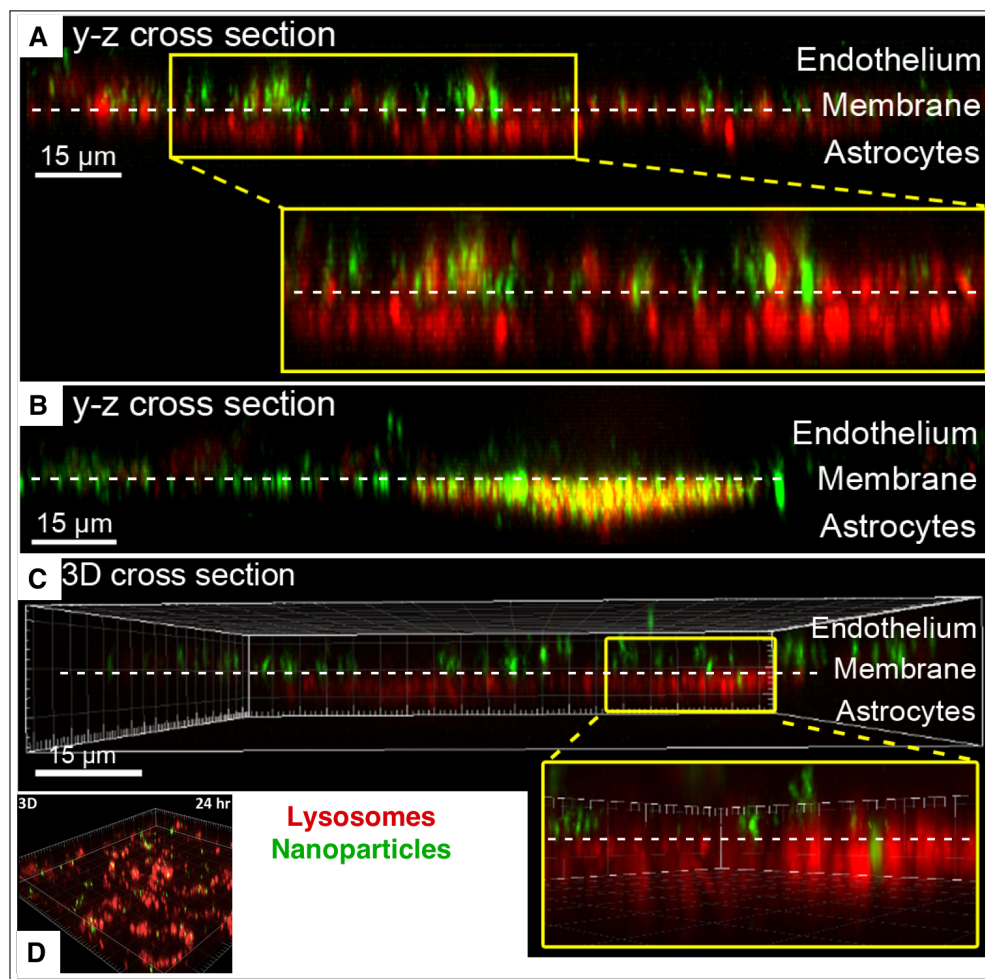 A y-z cross section
Endothelium
Membrane
Astrocytes
15 µm
B y-z cross section
Endothelium
Membrane
Astrocytes
15 µm
C 3D cross section
Endothelium
Membrane
Astrocytes
15 µm
3D 24 hr
Lysosomes
Nanoparticles
D